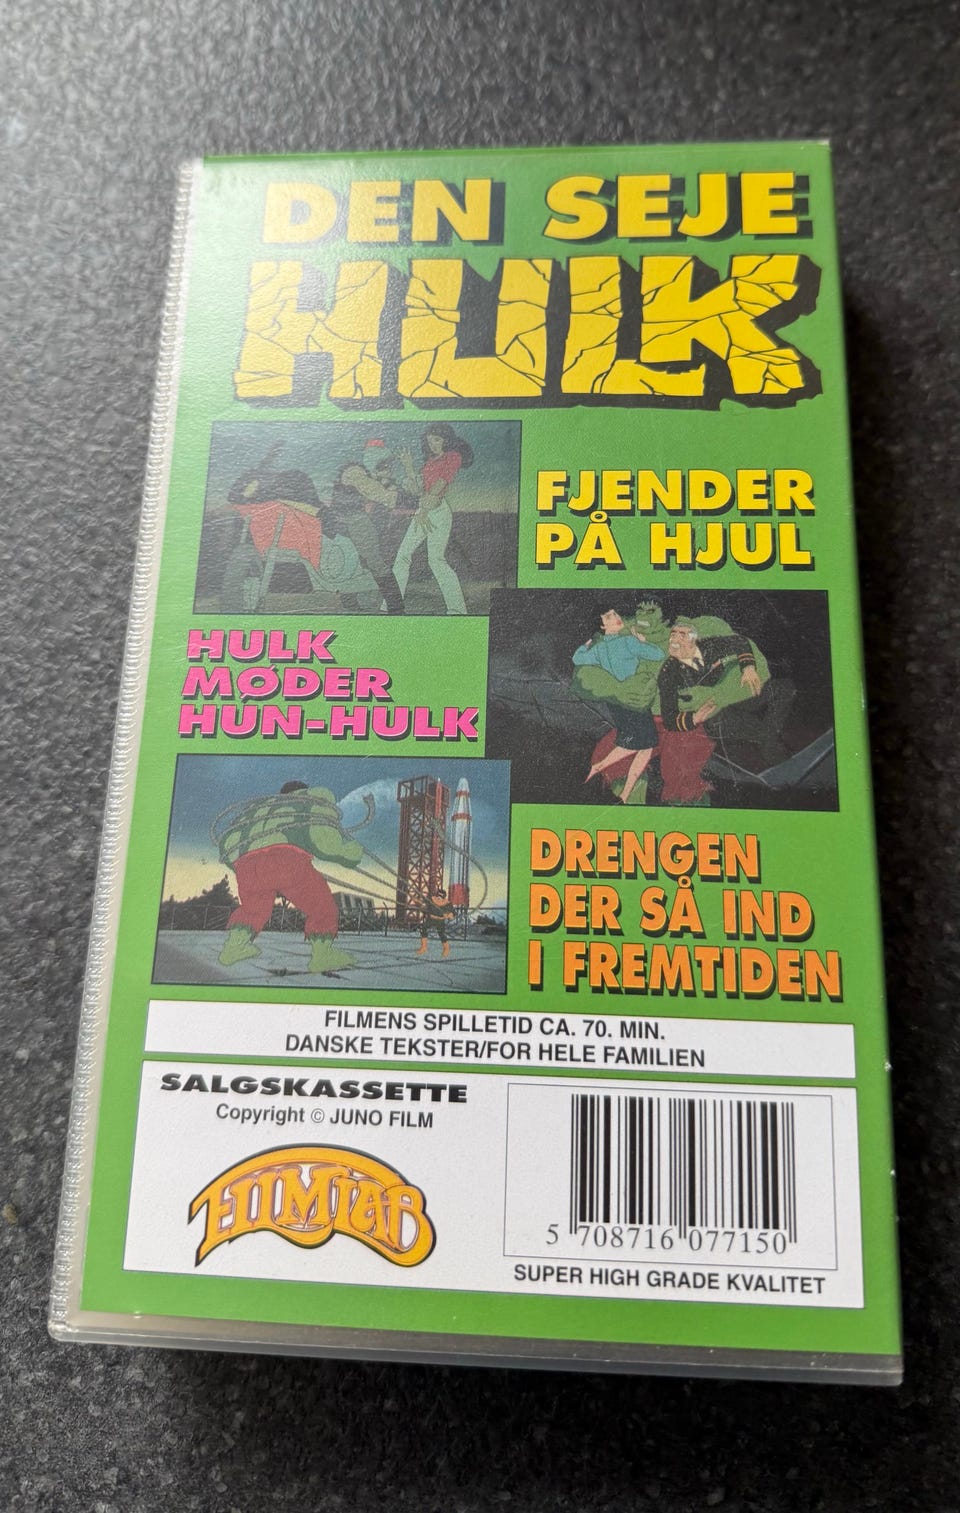 DEN SEJE
HULK
FJENDER
PÅ HJUL
HULK
MØDER
HUN-HULK
DRENGEN
DER SÅ IND
I FREMTIDEN
FILMENS SPILLETID CA. 70. MIN.
DANSKE TEKSTER/FOR HELE FAMILIEN
SALGSKASSETTE
Copyright © JUNO FILM
FILMLAB
5 708716 077150
SUPER HIGH GRADE KVALITET